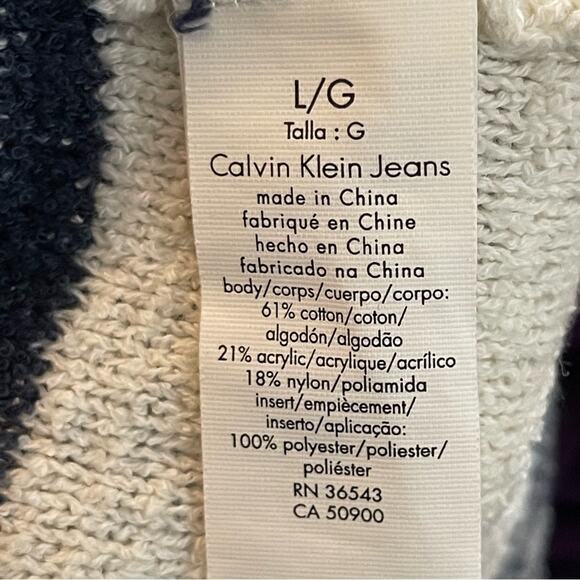 L/G
Talla : G
Calvin Klein Jeans
made in China
fabriqué en Chine
hecho en China
fabricado na China
body/corps/cuerpo/corpo:
61% cotton/coton/
algodón/algodão
21% acrylic/acrylique/acrílico
18% nylon/poliamida
insert/empiècement/
inserto/aplicação:
100% polyester/poliester/
poliéster
RN 36543
CA 50900